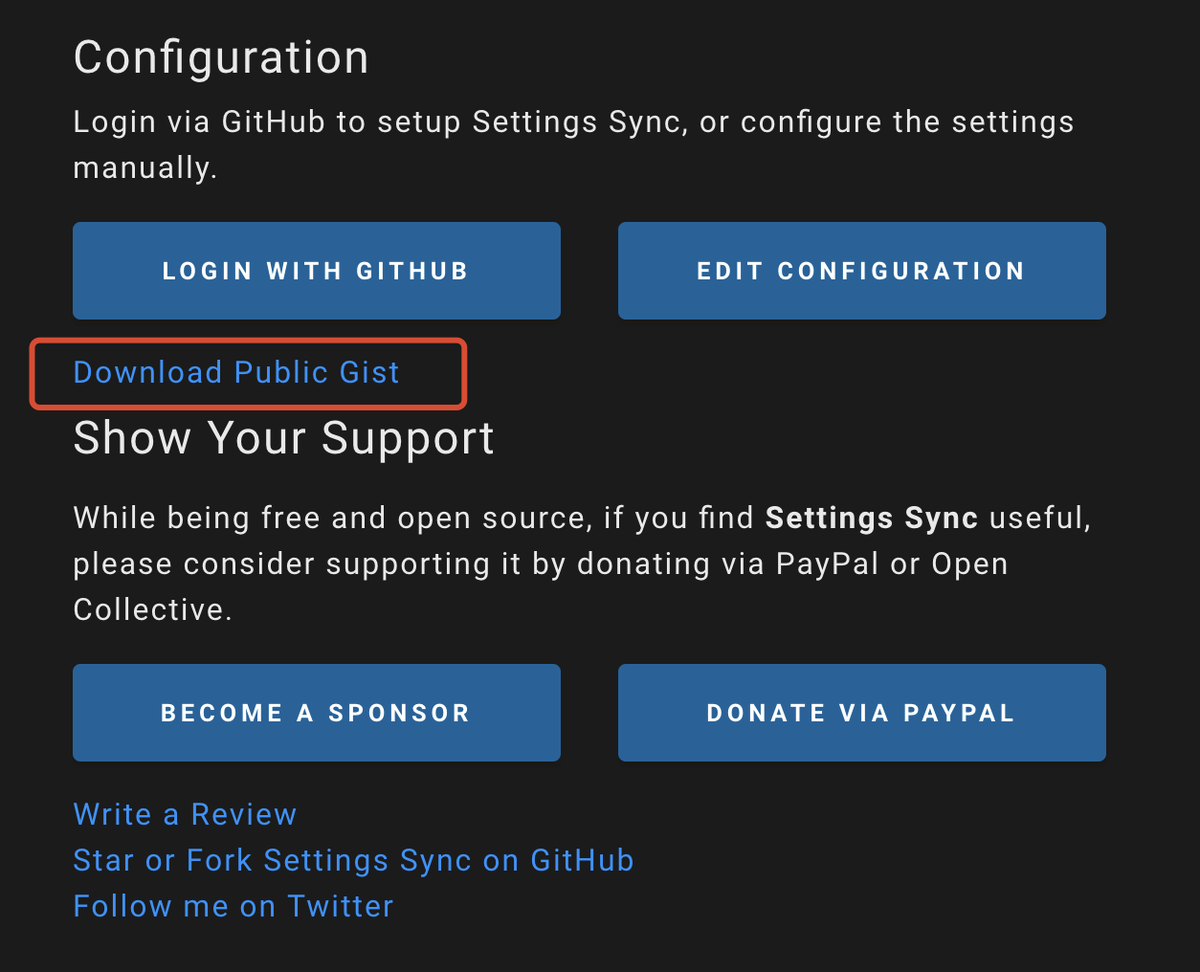 Configuration
Login via GitHub to setup Settings Sync, or configure the settings
manually.
LOGIN WITH GITHUB
EDIT CONFIGURATION
Download Public Gist
Show Your Support
While being free and open source, if you find Settings Sync useful,
please consider supporting it by donating via PayPal or Open
Collective.
BECOME A SPONSOR
DONATE VIA PAYPAL
Write a Review
Star or Fork Settings Sync on GitHub
Follow me on Twitter